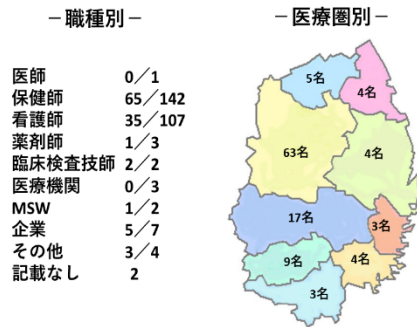 －職種別－
医師 0／1
保健師 65／142
看護師 35／107
薬剤師 1／3
臨床検査技師 2／2
医療機関 0／3
MSW 1／2
企業 5／7
その他 3／4
記載なし 2
－医療圏別－
5名
4名
63名
4名
17名
3名
9名
4名
3名